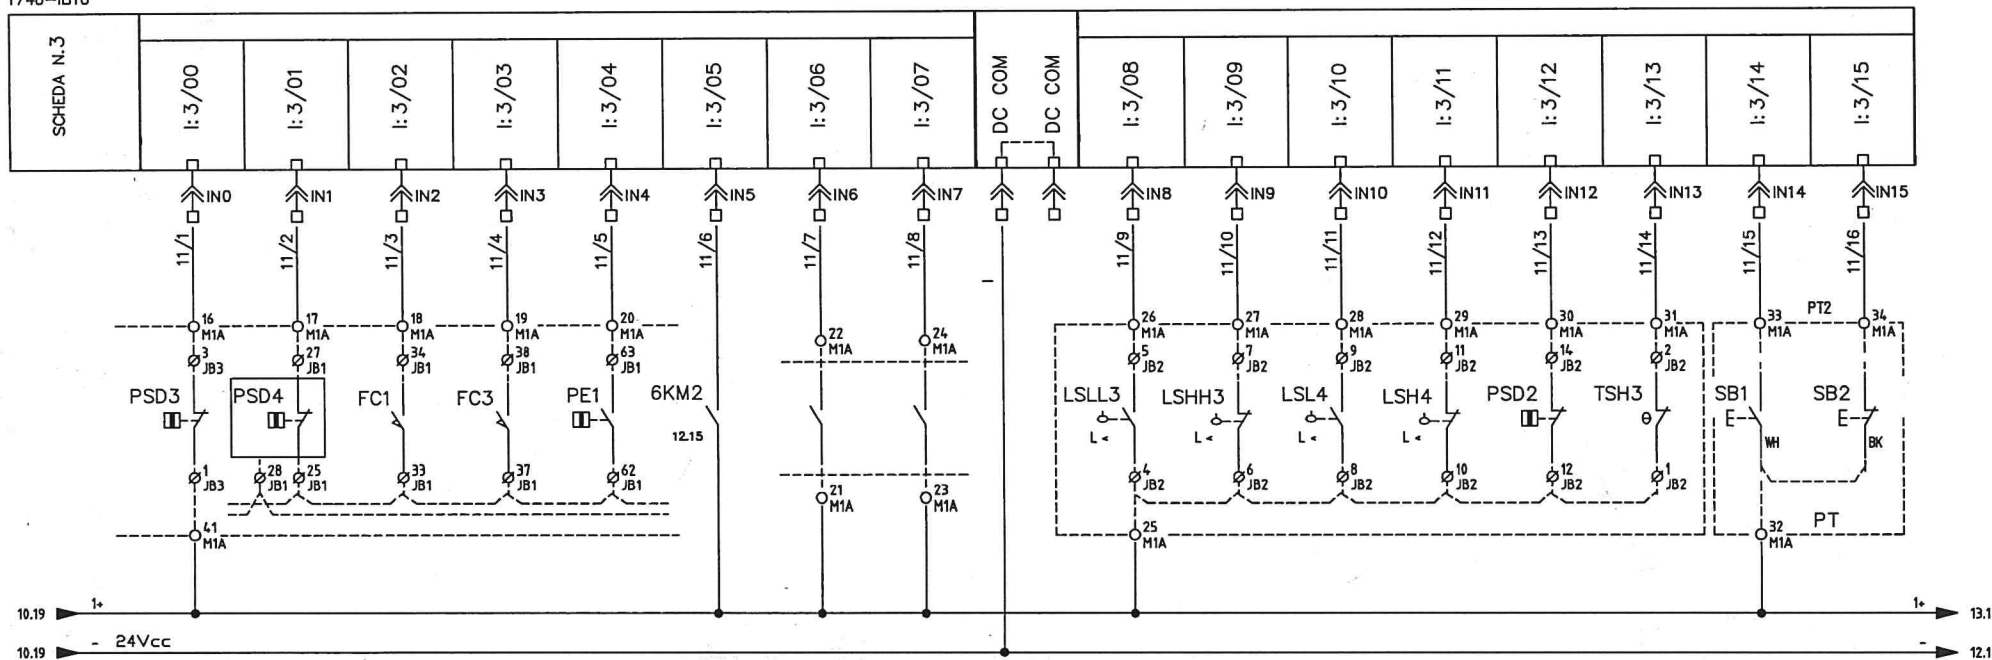 1746-IB16
SCHEDA N.3
I:3/00 I:3/01 I:3/02 I:3/03 I:3/04 I:3/05 I:3/06 I:3/07 DC COM DC COM I:3/08 I:3/09 I:3/10 I:3/11 I:3/12 I:3/13 I:3/14 I:3/15
IN0 IN1 IN2 IN3 IN4 IN5 IN6 IN7 IN8 IN9 IN10 IN11 IN12 IN13 IN14 IN15
11/1 11/2 11/3 11/4 11/5 11/6 11/7 11/8 - 11/9 11/10 11/11 11/12 11/13 11/14 11/15 11/16
16 17 18 19 20 22 24 26 27 28 29 30 31 33 PT2 34
M1A M1A M1A M1A M1A M1A M1A M1A M1A M1A M1A M1A M1A M1A M1A
3 27 34 38 63 5 7 9 11 14 2
JB3 JB1 JB1 JB1 JB1 JB2 JB2 JB2 JB2 JB2 JB2
PSD3 PSD4 FC1 FC3 PE1 6KM2 LSLL3 LSHH3 LSL4 LSH4 PSD2 TSH3 SB1 SB2
θ E E
12.15 L < L < L < L < WH BK
1 28 25 33 37 62 4 6 8 10 12 1
JB3 JB1 JB1 JB1 JB1 JB1 JB2 JB2 JB2 JB2 JB2 JB2
21 23
M1A M1A
41 25 32 PT
M1A M1A M1A
10.19 1+ 1+ 13.1
10.19 - 24Vcc - 12.1